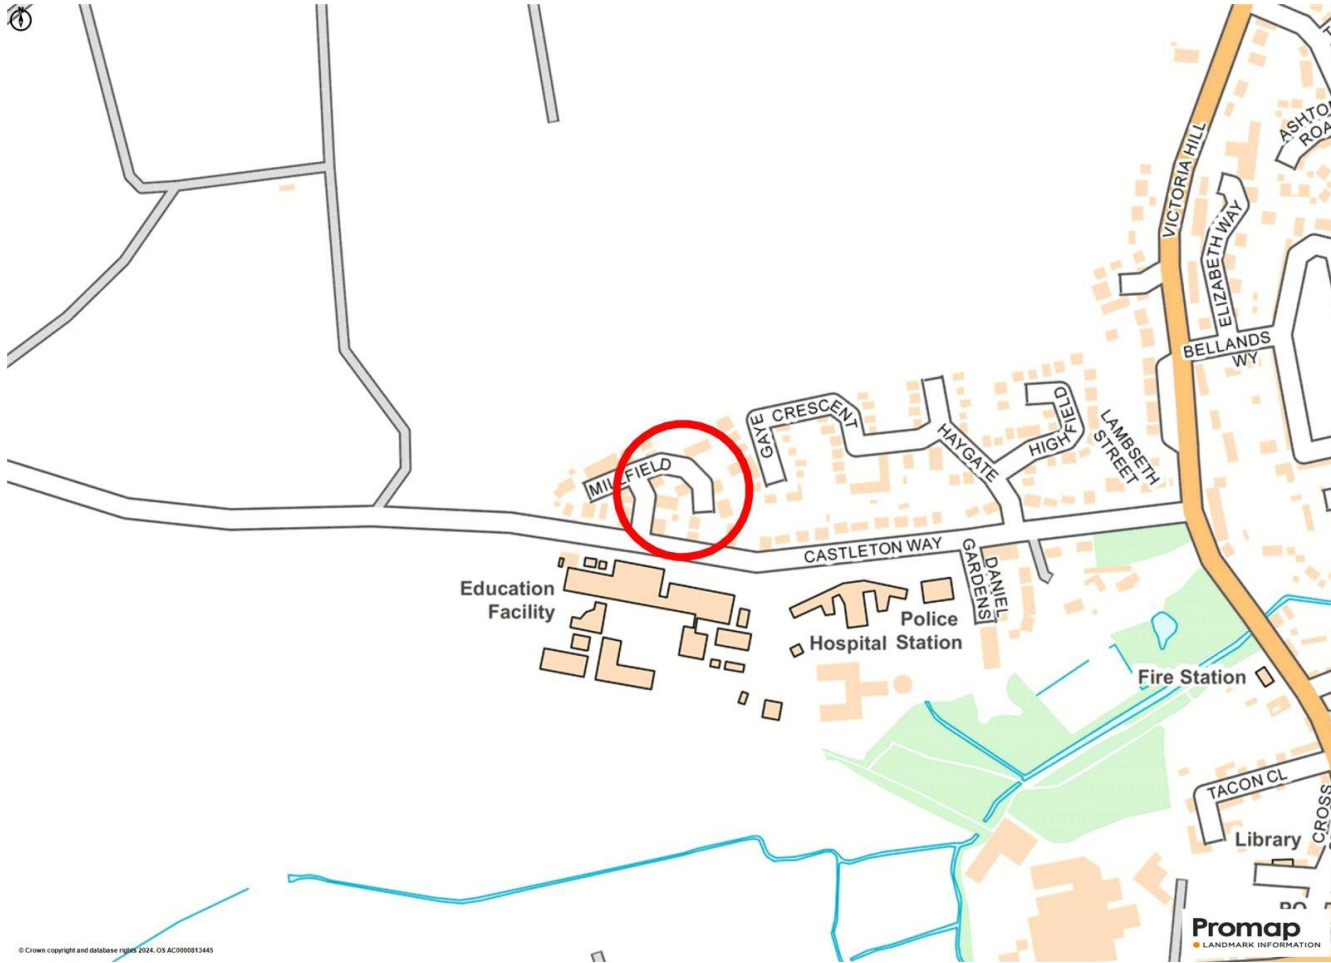 N
VICTORIA HILL
ASHTON
ROA
ELIZABETH WAY
BELLANDS
WY
GAYE
CRESCENT
HAYGATE
HIGHFIELD
LAMBSETH
STREET
MILLFIELD
CASTLETON WAY
DANIEL
GARDENS
Education
Facility
Police
Hospital Station
Fire Station
TACON CL
CROSS
Library
© Crown copyright and database rights 2024. OS AC0000813445
Promap
LANDMARK INFORMATION